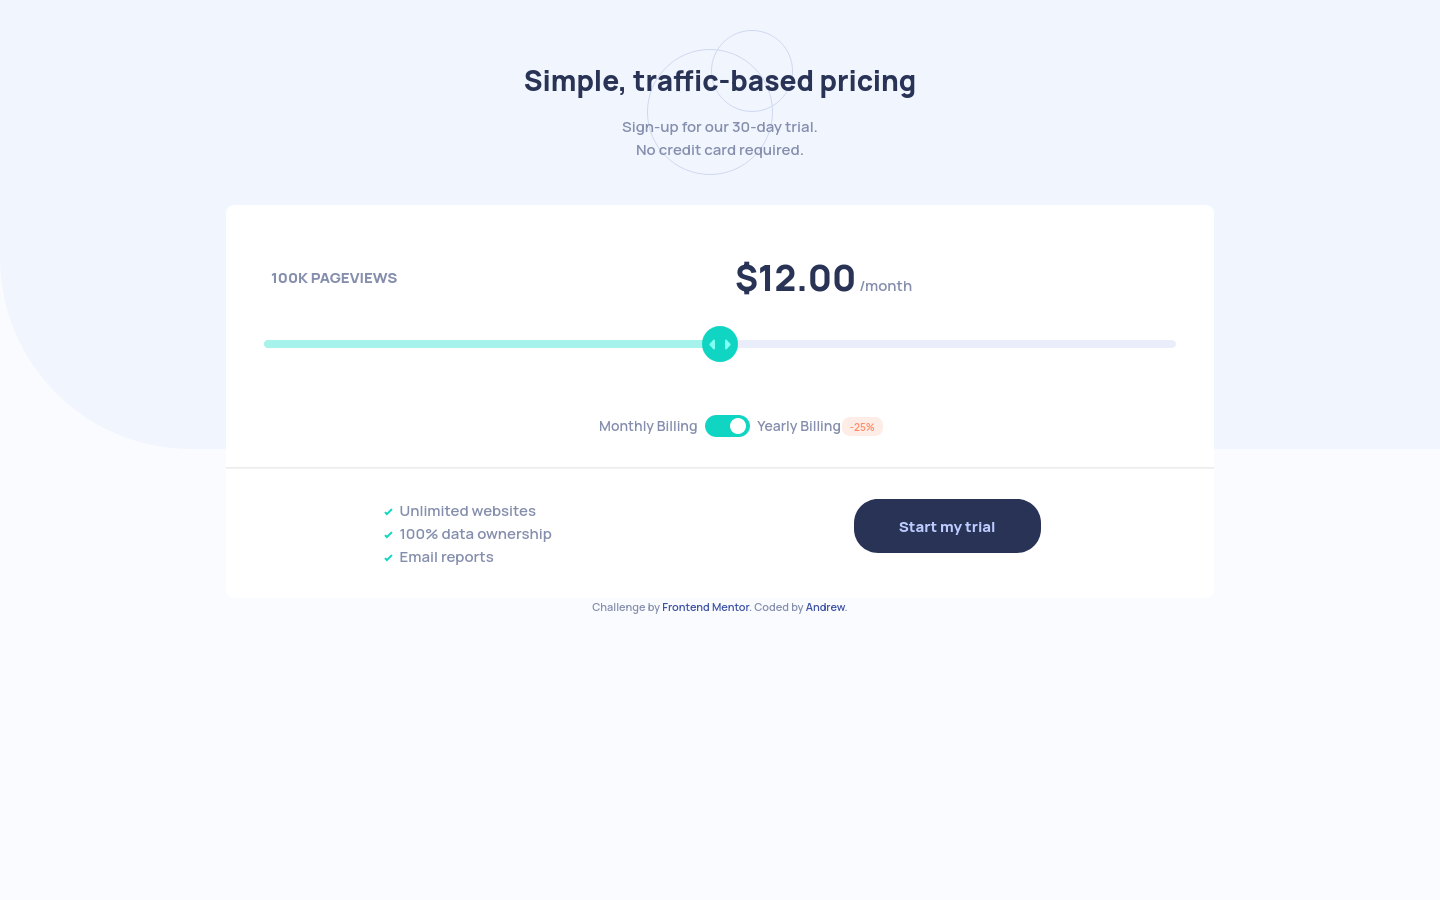 Simple, traffic-based pricing
Sign-up for our 30-day trial.
No credit card required.
100K PAGEVIEWS
$12.00 /month
Monthly Billing Yearly Billing -25%
Unlimited websites
100% data ownership
Email reports
Start my trial
Challenge by Frontend Mentor. Coded by Andrew.